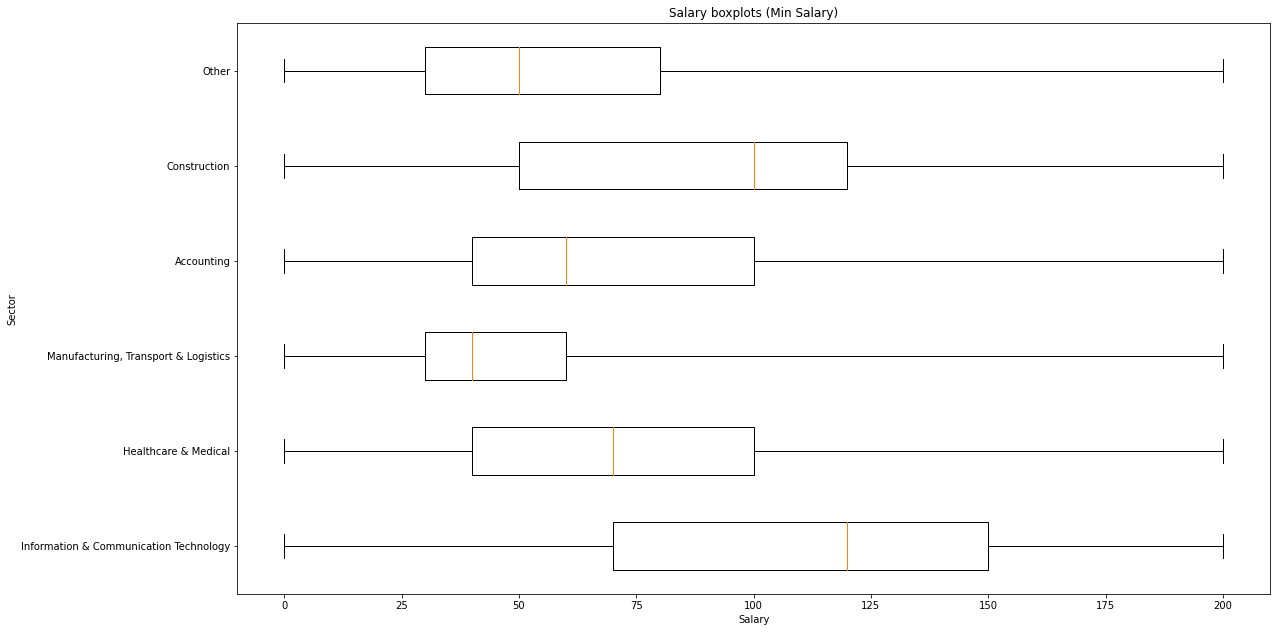 Salary boxplots (Min Salary)
Other
Construction
Accounting
Sector
Manufacturing, Transport & Logistics
Healthcare & Medical
Information & Communication Technology
0 25 50 75 100 125 150 175 200
Salary